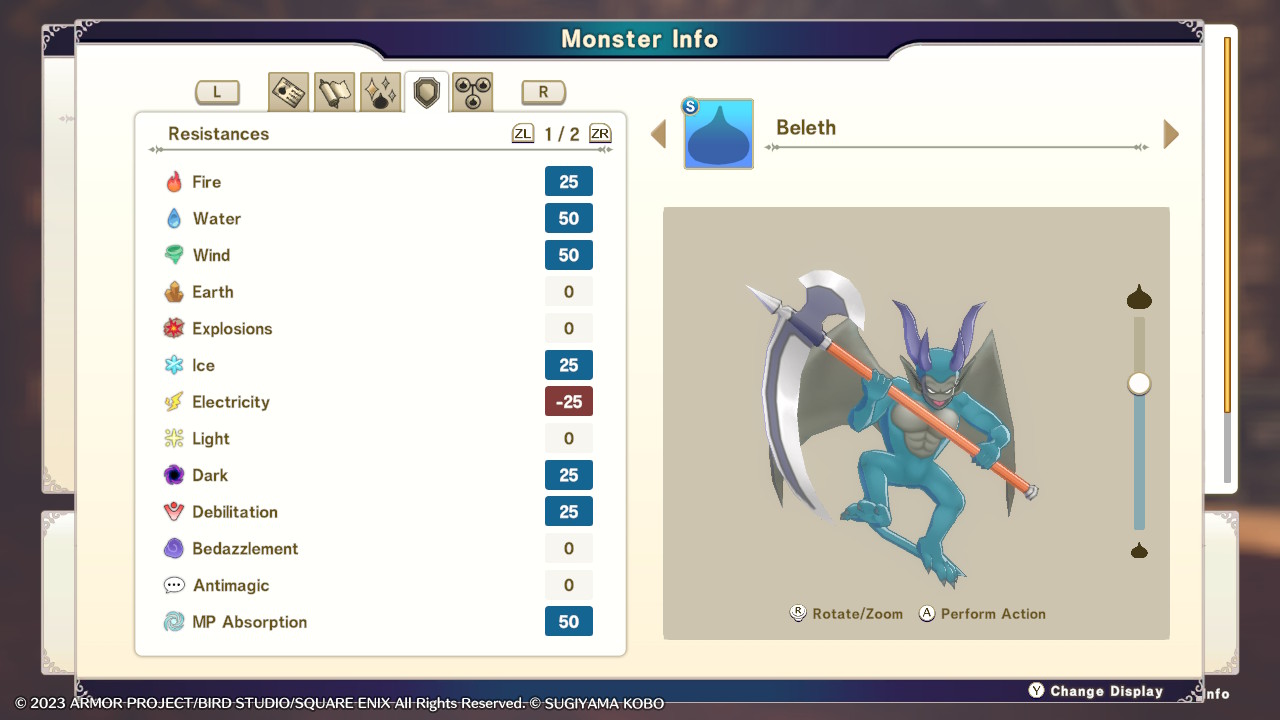 Monster Info
L
R
Resistances
ZL 1 / 2 ZR
Fire 25
Water 50
Wind 50
Earth 0
Explosions 0
Ice 25
Electricity -25
Light 0
Dark 25
Debilitation 25
Bedazzlement 0
Antimagic 0
MP Absorption 50
S
Beleth
R Rotate/Zoom A Perform Action
Y Change Display
Info
© 2023 ARMOR PROJECT/BIRD STUDIO/SQUARE ENIX All Rights Reserved. © SUGIYAMA KOBO